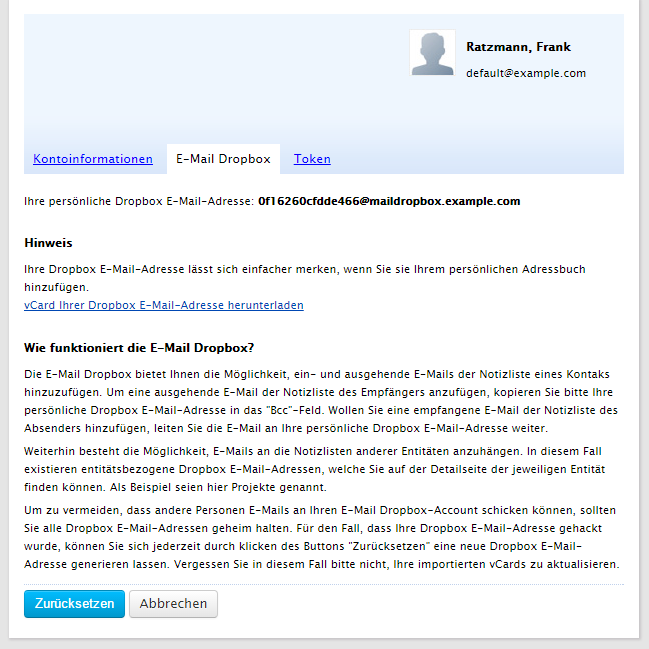 Ratzmann, Frank
default@example.com
Kontoinformationen E-Mail Dropbox Token
Ihre persönliche Dropbox E-Mail-Adresse: 0f16260cfdde466@maildropbox.example.com
Hinweis
Ihre Dropbox E-Mail-Adresse lässt sich einfacher merken, wenn Sie sie Ihrem persönlichen Adressbuch
hinzufügen.
vCard Ihrer Dropbox E-Mail-Adresse herunterladen
Wie funktioniert die E-Mail Dropbox?
Die E-Mail Dropbox bietet Ihnen die Möglichkeit, ein- und ausgehende E-Mails der Notizliste eines Kontaks
hinzuzufügen. Um eine ausgehende E-Mail der Notizliste des Empfängers anzufügen, kopieren Sie bitte Ihre
persönliche Dropbox E-Mail-Adresse in das "Bcc"-Feld. Wollen Sie eine empfangene E-Mail der Notizliste des
Absenders hinzufügen, leiten Sie die E-Mail an Ihre persönliche Dropbox E-Mail-Adresse weiter.
Weiterhin besteht die Möglichkeit, E-Mails an die Notizlisten anderer Entitäten anzuhängen. In diesem Fall
existieren entitätsbezogene Dropbox E-Mail-Adressen, welche Sie auf der Detailseite der jeweiligen Entität
finden können. Als Beispiel seien hier Projekte genannt.
Um zu vermeiden, dass andere Personen E-Mails an Ihren E-Mail Dropbox-Account schicken können, sollten
Sie alle Dropbox E-Mail-Adressen geheim halten. Für den Fall, dass Ihre Dropbox E-Mail-Adresse gehackt
wurde, können Sie sich jederzeit durch klicken des Buttons "Zurücksetzen" eine neue Dropbox E-Mail-
Adresse generieren lassen. Vergessen Sie in diesem Fall bitte nicht, Ihre importierten vCards zu aktualisieren.
Zurücksetzen Abbrechen